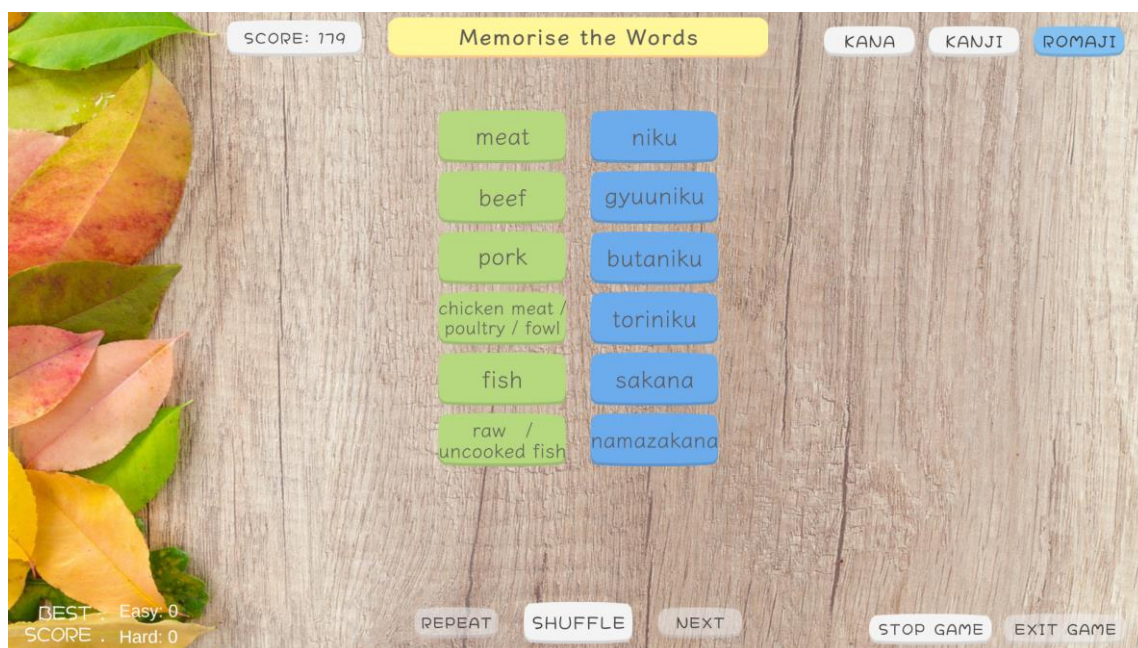 SCORE: 179
Memorise the Words
KANA
KANJI
ROMAJI
meat
niku
beef
gyuuniku
pork
butaniku
chicken meat /
poultry / fowl
toriniku
fish
sakana
raw /
uncooked fish
namazakana
BEST .
SCORE .
Easy: 0
Hard: 0
REPEAT
SHUFFLE
NEXT
STOP GAME
EXIT GAME